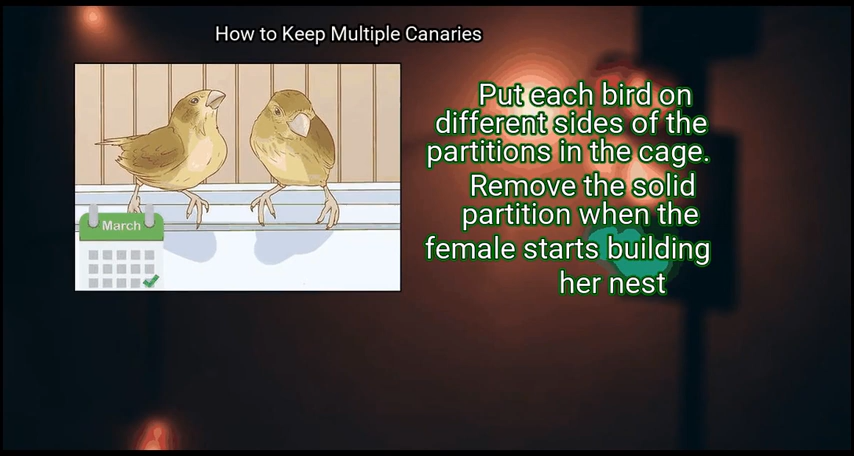 How to Keep Multiple Canaries
Put each bird on
different sides of the
partitions in the cage.
Remove the solid
partition when the
female starts building
her nest
March